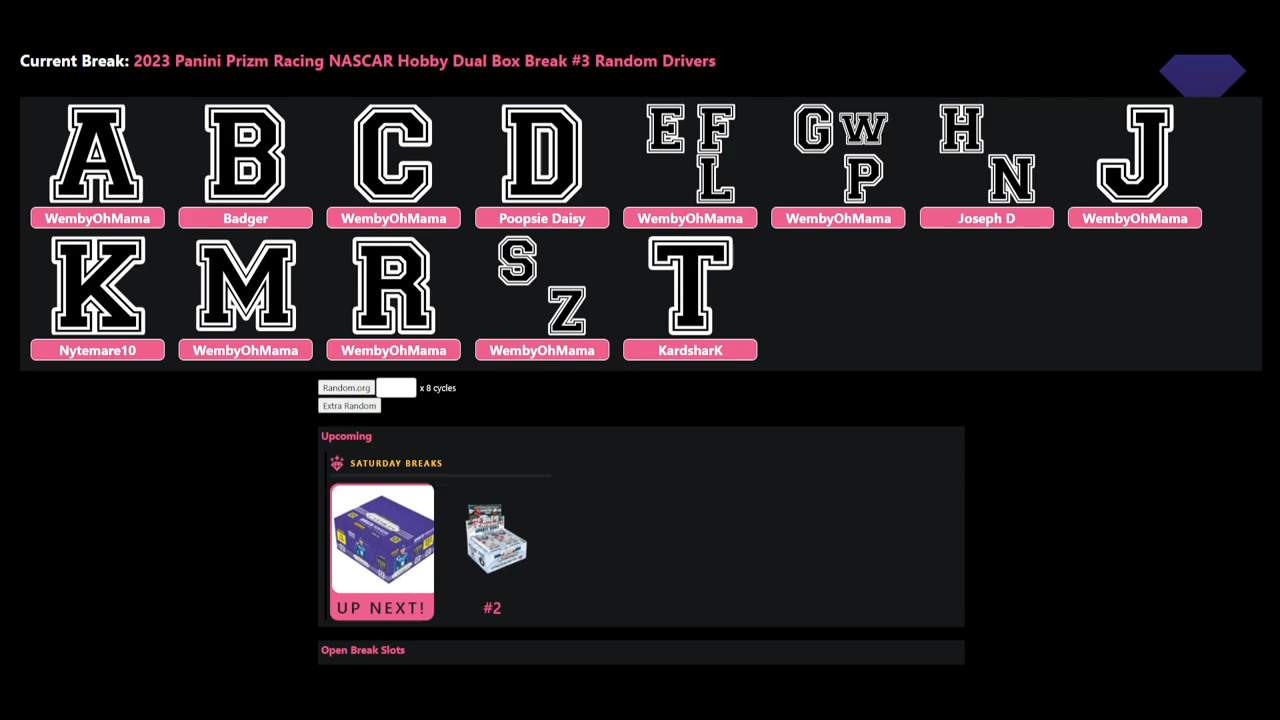 Current Break: 2023 Panini Prizm Racing NASCAR Hobby Dual Box Break #3 Random Drivers
A B C D E F L G W P H N J
WembyOhMama Badger WembyOhMama Poopsie Daisy WembyOhMama WembyOhMama Joseph D WembyOhMama
K M R S Z T
Nytemare10 WembyOhMama WembyOhMama WembyOhMama KardsharK
Random.org x 8 cycles
Extra Random
Upcoming
SATURDAY BREAKS
UP NEXT! #2
Open Break Slots